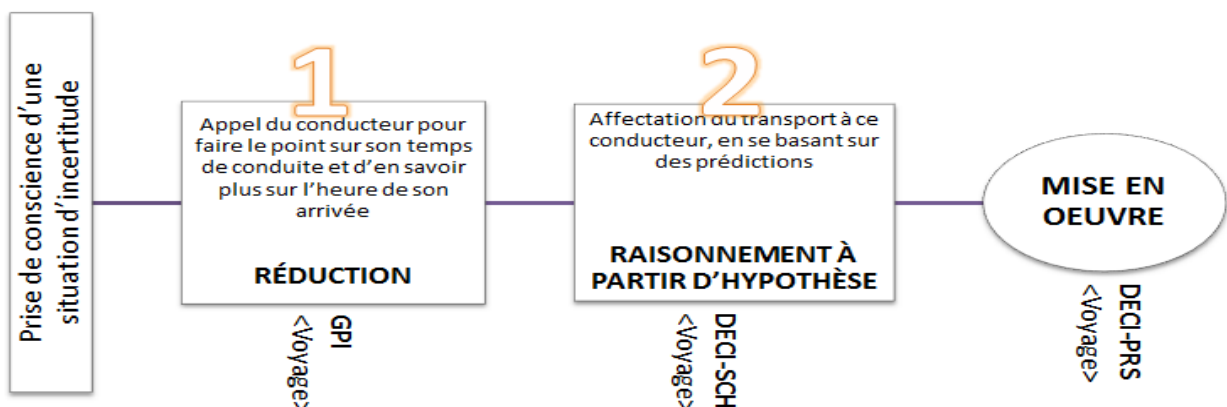 Prise de conscience d'une
situation d'incertitude
1
Appel du conducteur pour
faire le point sur son temps
de conduite et d'en savoir
plus sur l'heure de son
arrivée
RÉDUCTION
GPI
<Voyage>
2
Affectation du transport à ce
conducteur, en se basant sur
des prédictions
RAISONNEMENT À
PARTIR D'HYPOTHÈSE
DECI-SCH
<Voyage>
MISE EN
OEUVRE
DECI-PRS
<Voyage>